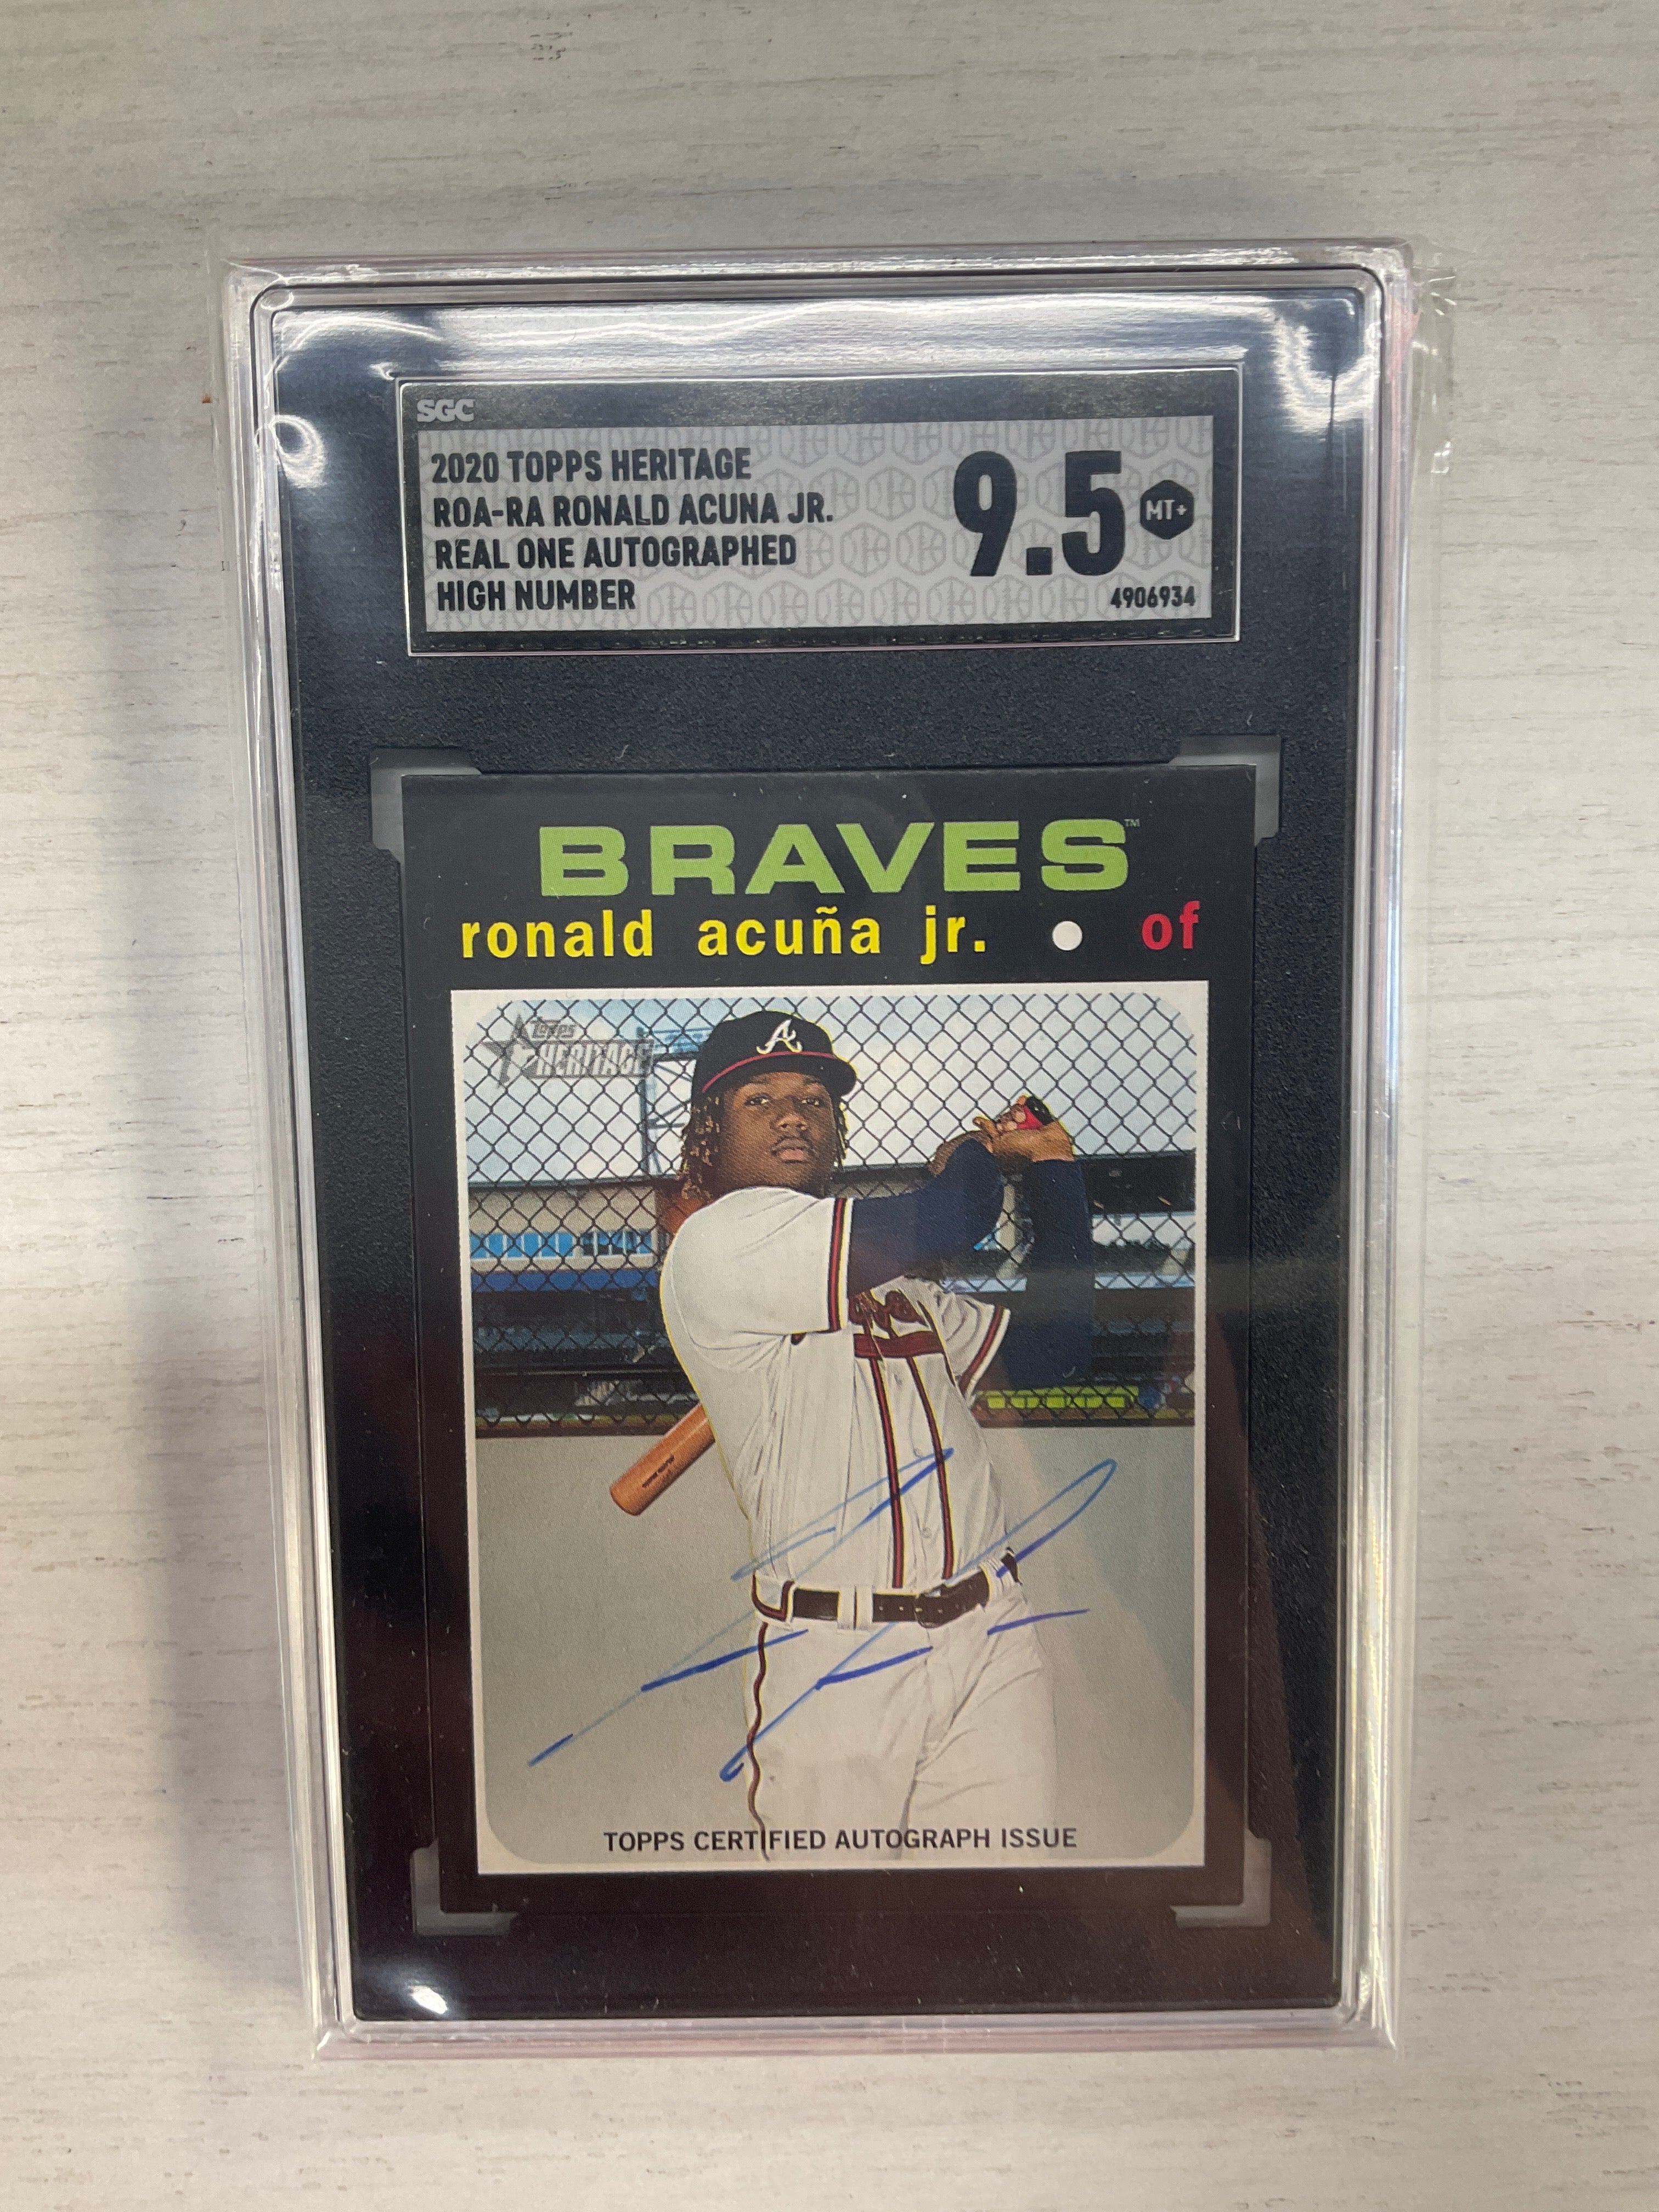 SGC
2020 TOPPS HERITAGE
ROA-RA RONALD ACUNA JR.
REAL ONE AUTOGRAPHED
HIGH NUMBER
9.5 MT+
4906934
BRAVES™
ronald acuña jr. • of
Topps
HERITAGE
A
TOPPS CERTIFIED AUTOGRAPH ISSUE